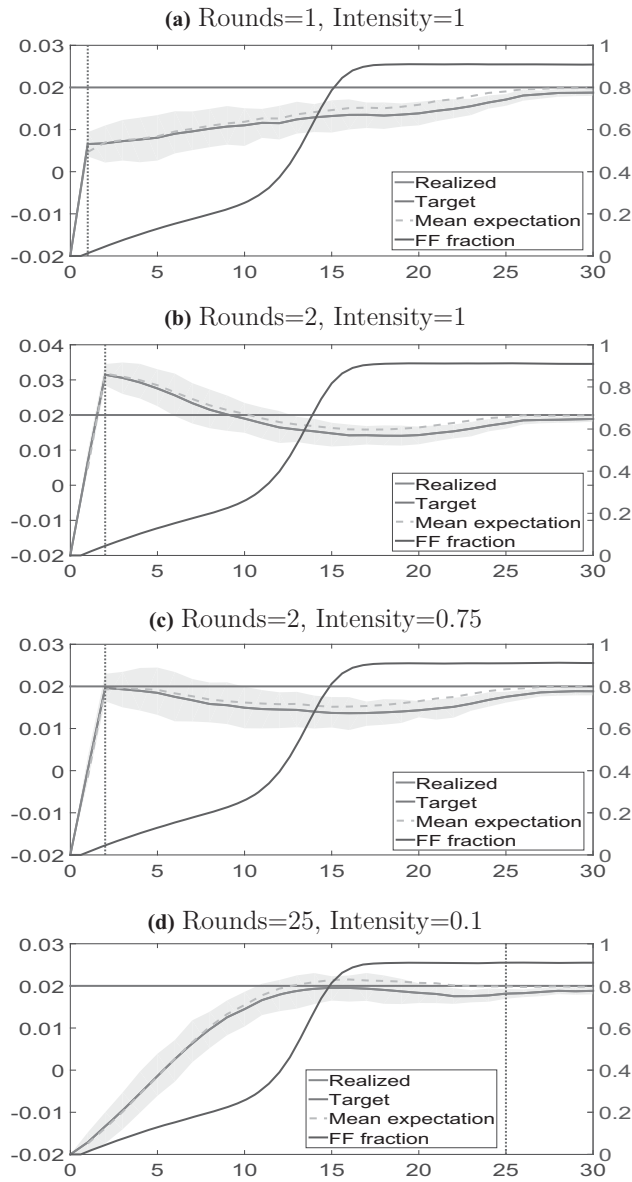 (a) Rounds=1, Intensity=1
0.03
0.02
0.01
0
-0.01
-0.02
1
0.8
0.6
0.4
0.2
0
Realized
Target
Mean expectation
FF fraction
0 5 10 15 20 25 30
(b) Rounds=2, Intensity=1
0.04
0.03
0.02
0.01
0
-0.01
-0.02
1
0.8
0.6
0.4
0.2
0
Realized
Target
Mean expectation
FF fraction
0 5 10 15 20 25 30
(c) Rounds=2, Intensity=0.75
0.03
0.02
0.01
0
-0.01
-0.02
1
0.8
0.6
0.4
0.2
0
Realized
Target
Mean expectation
FF fraction
0 5 10 15 20 25 30
(d) Rounds=25, Intensity=0.1
0.03
0.02
0.01
0
-0.01
-0.02
1
0.8
0.6
0.4
0.2
0
Realized
Target
Mean expectation
FF fraction
0 5 10 15 20 25 30